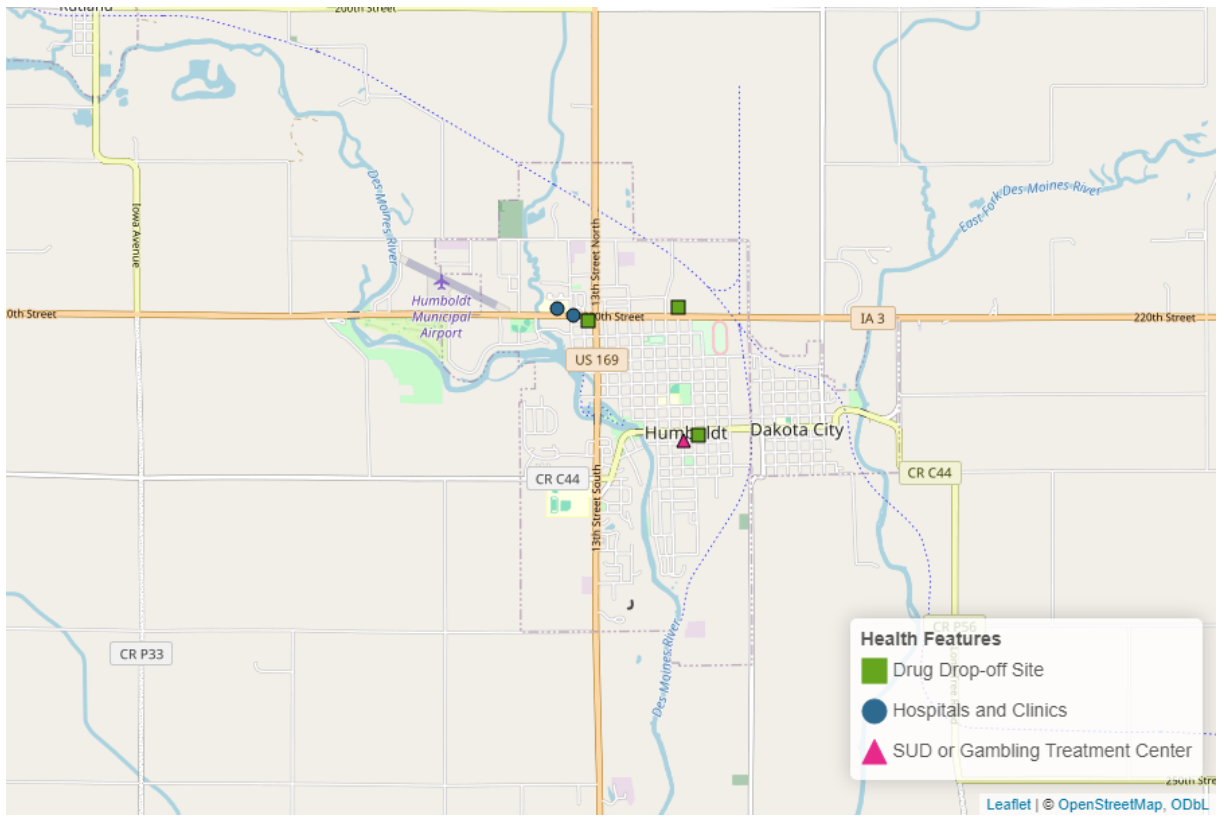 Rutland
200th Street
Des Moines River
Iowa Avenue
East Fork Des Moines River
13th Street North
Humboldt
Municipal
Airport
0th Street
0th Street
IA 3
220th Street
US 169
Humboldt
Dakota City
CR C44
CR C44
13th Street South
Des Moines River
CR P33
CR P56
Health Features
Drug Drop-off Site
Hospitals and Clinics
SUD or Gambling Treatment Center
250th Stre
Leaflet | © OpenStreetMap, ODbL